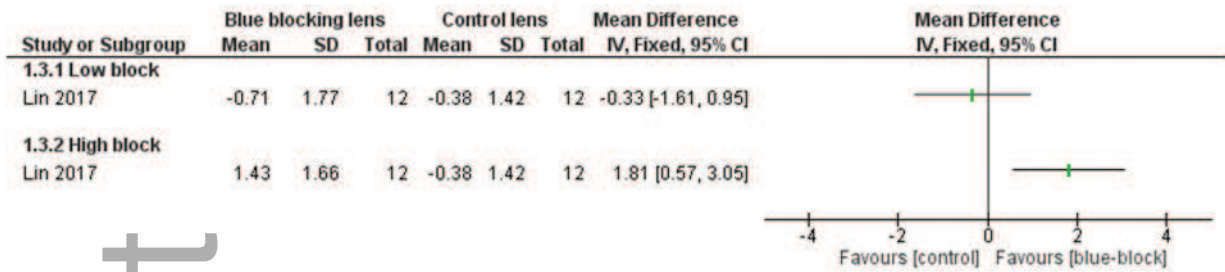 Blue blocking lens Control lens Mean Difference Mean Difference
Study or Subgroup Mean SD Total Mean SD Total IV, Fixed, 95% CI IV, Fixed, 95% CI
1.3.1 Low block
Lin 2017 -0.71 1.77 12 -0.38 1.42 12 -0.33 [-1.61, 0.95]
1.3.2 High block
Lin 2017 1.43 1.66 12 -0.38 1.42 12 1.81 [0.57, 3.05]
-4 -2 0 2 4
Favours [control] Favours [blue-block]
t